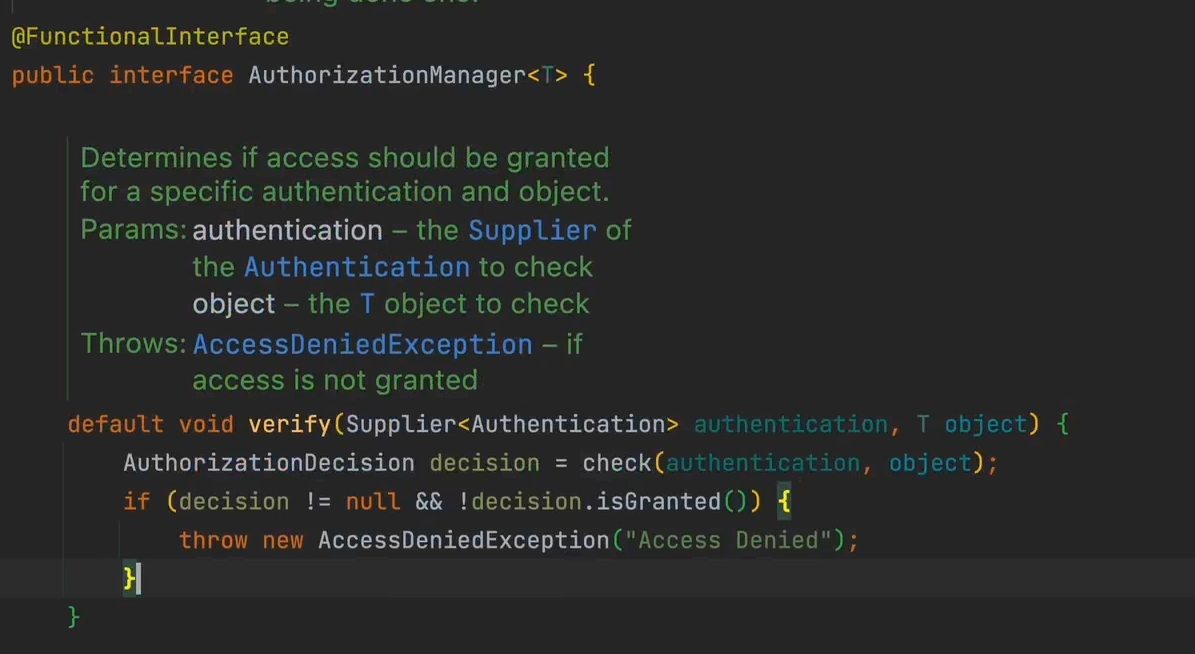 being done one.
@FunctionalInterface
public interface AuthorizationManager<T> {
Determines if access should be granted
for a specific authentication and object.
Params: authentication – the Supplier of
the Authentication to check
object – the T object to check
Throws: AccessDeniedException – if
access is not granted
default void verify(Supplier<Authentication> authentication, T object) {
AuthorizationDecision decision = check(authentication, object);
if (decision != null && !decision.isGranted()) {
throw new AccessDeniedException("Access Denied");
}
}